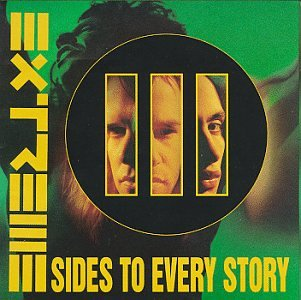 EXTREME
III
SIDES TO EVERY STORY